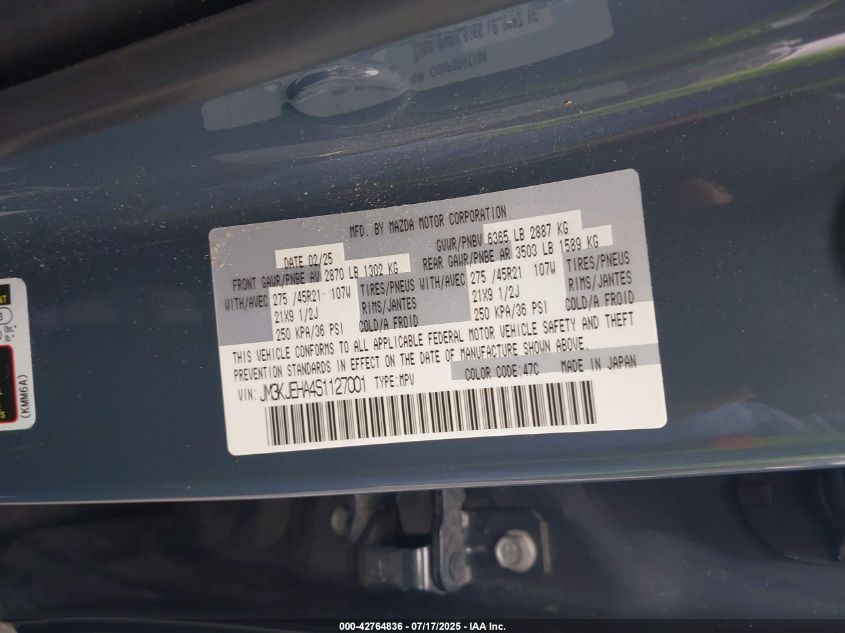 MFD. BY MAZDA MOTOR CORPORATION
DATE 02/25 GVWR/PNBV 6365 LB 2887 KG
FRONT GAWR/PNBE AV 2870 LB 1302 KG REAR GAWR/PNBE AR 3503 LB 1589 KG
WITH/AVEC 275 /45R21 107W TIRES/PNEUS WITH/AVEC 275 /45R21 107W TIRES/PNEUS
21X9 1/2J RIMS/JANTES 21X9 1/2J RIMS/JANTES
250 KPA/36 PSI COLD/A FROID 250 KPA/36 PSI COLD/A FROID
THIS VEHICLE CONFORMS TO ALL APPLICABLE FEDERAL MOTOR VEHICLE SAFETY AND THEFT
PREVENTION STANDARDS IN EFFECT ON THE DATE OF MANUFACTURE SHOWN ABOVE.
COLOR CODE:47C MADE IN JAPAN
VIN: JM3KJEHA4S1127001 TYPE:MPV
(KMM6A)
000-42764836 - 07/17/2025 - IAA Inc.